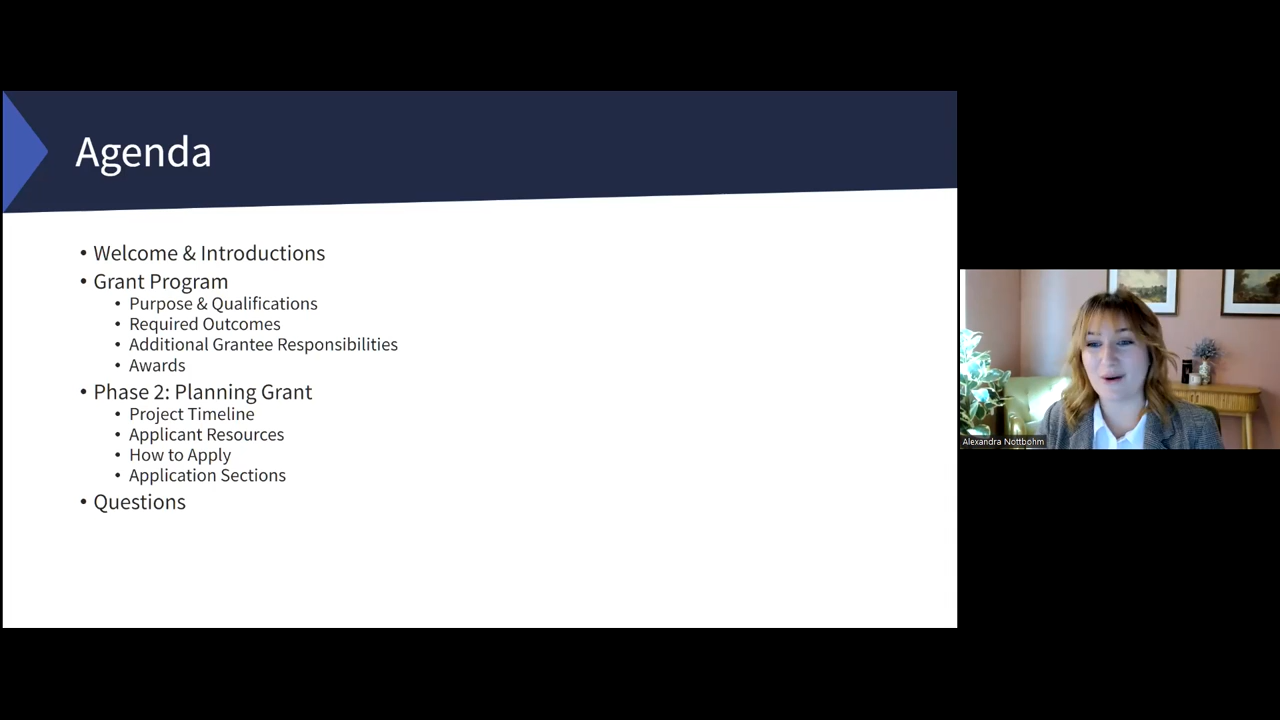 Agenda
• Welcome & Introductions
• Grant Program
• Purpose & Qualifications
• Required Outcomes
• Additional Grantee Responsibilities
• Awards
• Phase 2: Planning Grant
• Project Timeline
• Applicant Resources
• How to Apply
• Application Sections
• Questions
Alexandra Nottbohm